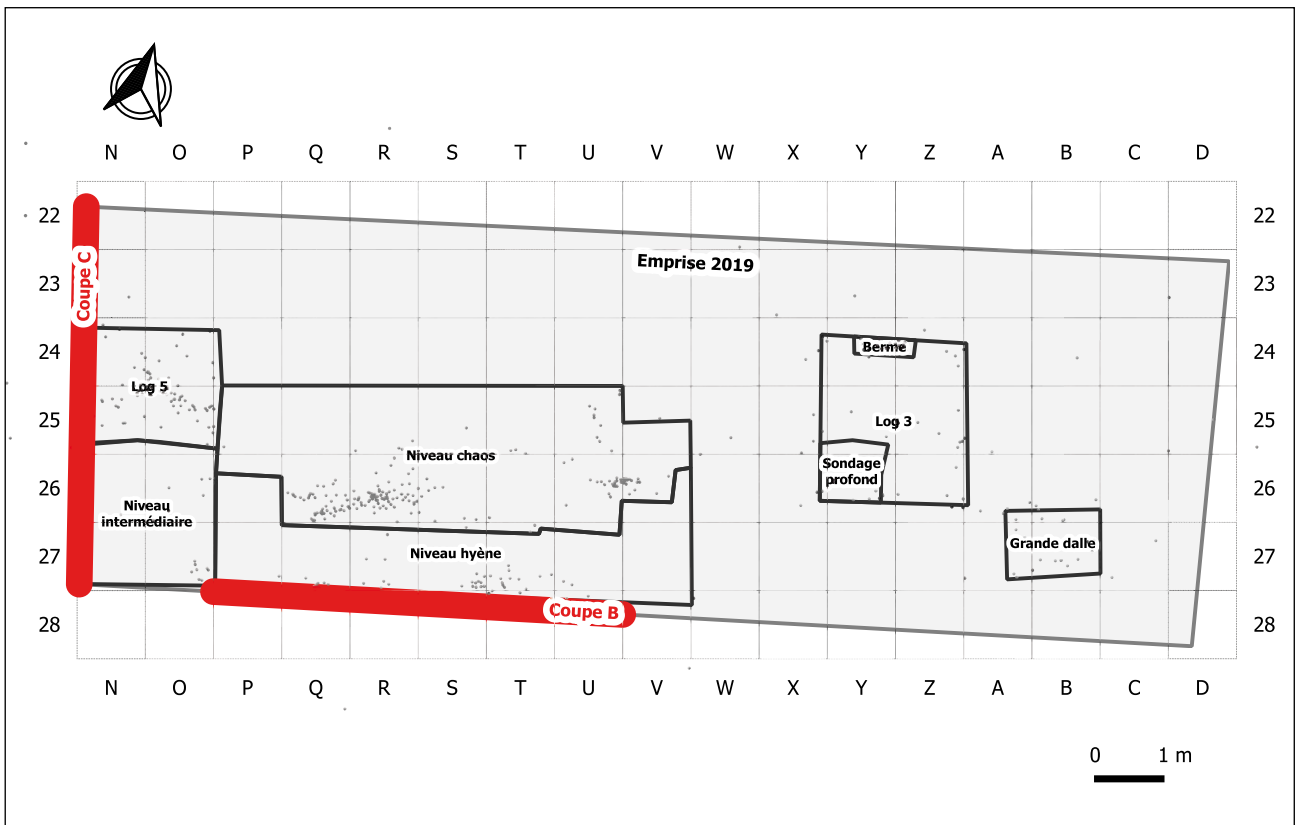 N O P Q R S T U V W X Y Z A B C D
22 22
Coupe C
Emprise 2019
23 23
24 Berme 24
Log 5
25 Log 3 25
Niveau chaos
Sondage
profond
26 26
Niveau
intermédiaire
Grande dalle
27 Niveau hyène 27
Coupe B
28 28
N O P Q R S T U V W X Y Z A B C D
0 1 m